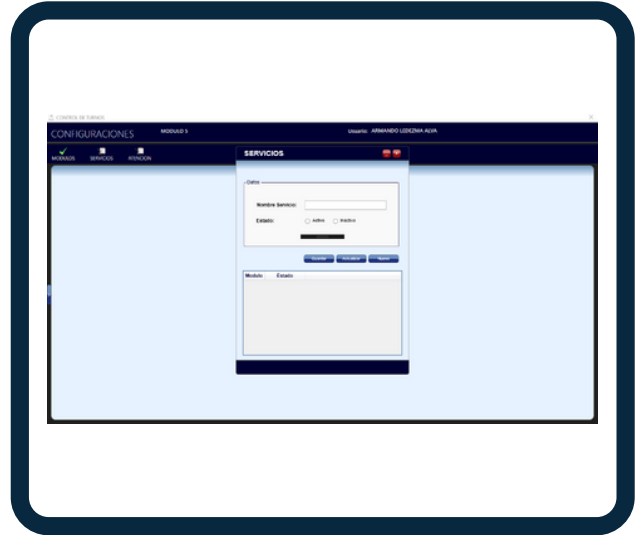 CONTROL DE TURNOS
CONFIGURACIONES
MODULO 5
Usuario: ARMANDO LEDEZMA ALVA
MODULOS
SERVICIOS
ATENCION
SERVICIOS
Datos
Nombre Servicio:
Estado:
Activo
Inactivo
Guardar
Actualizar
Nuevo
Modulo
Estado